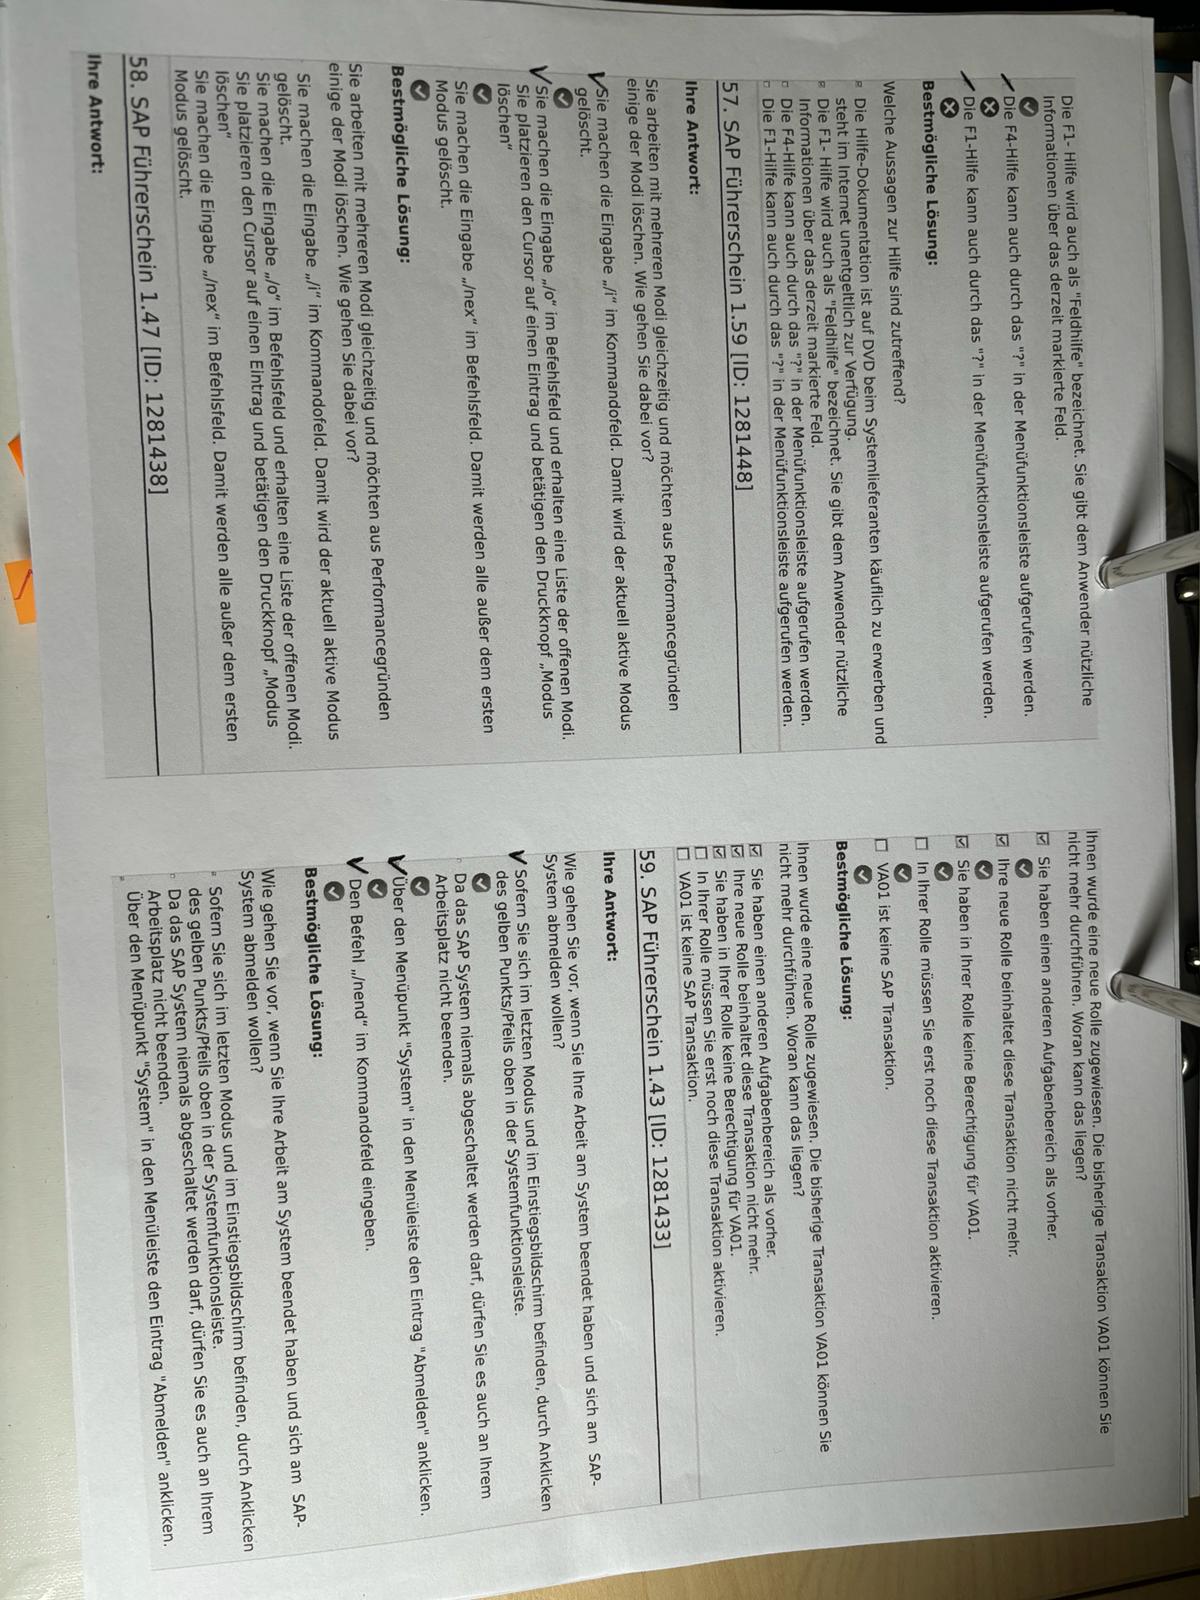 Die F1- Hilfe wird auch als "Feldhilfe" bezeichnet. Sie gibt dem Anwender nützliche
Informationen über das derzeit markierte Feld.
Die F4-Hilfe kann auch durch das "?" in der Menüfunktionsleiste aufgerufen werden.
Die F1-Hilfe kann auch durch das "?" in der Menüfunktionsleiste aufgerufen werden.
Bestmögliche Lösung:
Welche Aussagen zur Hilfe sind zutreffend?
Die Hilfe-Dokumentation ist auf DVD beim Systemlieferanten käuflich zu erwerben und
steht im Internet unentgeltlich zur Verfügung.
Die F1- Hilfe wird auch als "Feldhilfe" bezeichnet. Sie gibt dem Anwender nützliche
Informationen über das derzeit markierte Feld.
Die F4-Hilfe kann auch durch das "?" in der Menüfunktionsleiste aufgerufen werden.
Die F1-Hilfe kann auch durch das "?" in der Menüfunktionsleiste aufgerufen werden.
57. SAP Führerschein 1.59 [ID: 1281448]
Ihre Antwort:
Sie arbeiten mit mehreren Modi gleichzeitig und möchten aus Performancegründen
einige der Modi löschen. Wie gehen Sie dabei vor?
Sie machen die Eingabe „/i“ im Kommandofeld. Damit wird der aktuell aktive Modus
gelöscht.
Sie machen die Eingabe „/o“ im Befehlsfeld und erhalten eine Liste der offenen Modi.
Sie platzieren den Cursor auf einen Eintrag und betätigen den Druckknopf „Modus
löschen“
Sie machen die Eingabe „/nex“ im Befehlsfeld. Damit werden alle außer dem ersten
Modus gelöscht.
Bestmögliche Lösung:
Sie arbeiten mit mehreren Modi gleichzeitig und möchten aus Performancegründen
einige der Modi löschen. Wie gehen Sie dabei vor?
Sie machen die Eingabe „/i“ im Kommandofeld. Damit wird der aktuell aktive Modus
gelöscht.
Sie machen die Eingabe „/o“ im Befehlsfeld und erhalten eine Liste der offenen Modi.
Sie platzieren den Cursor auf einen Eintrag und betätigen den Druckknopf „Modus
löschen“
Sie machen die Eingabe „/nex“ im Befehlsfeld. Damit werden alle außer dem ersten
Modus gelöscht.
58. SAP Führerschein 1.47 [ID: 1281438]
Ihre Antwort:
Ihnen wurde eine neue Rolle zugewiesen. Die bisherige Transaktion VA01 können Sie
nicht mehr durchführen. Woran kann das liegen?
Sie haben einen anderen Aufgabenbereich als vorher.
Ihre neue Rolle beinhaltet diese Transaktion nicht mehr.
Sie haben in Ihrer Rolle keine Berechtigung für VA01.
In Ihrer Rolle müssen Sie erst noch diese Transaktion aktivieren.
VA01 ist keine SAP Transaktion.
Bestmögliche Lösung:
Ihnen wurde eine neue Rolle zugewiesen. Die bisherige Transaktion VA01 können Sie
nicht mehr durchführen. Woran kann das liegen?
Sie haben einen anderen Aufgabenbereich als vorher.
Ihre neue Rolle beinhaltet diese Transaktion nicht mehr.
Sie haben in Ihrer Rolle keine Berechtigung für VA01.
In Ihrer Rolle müssen Sie erst noch diese Transaktion aktivieren.
VA01 ist keine SAP Transaktion.
59. SAP Führerschein 1.43 [ID: 1281433]
Ihre Antwort:
Wie gehen Sie vor, wenn Sie Ihre Arbeit am System beendet haben und sich am SAP-
System abmelden wollen?
Sofern Sie sich im letzten Modus und im Einstiegsbildschirm befinden, durch Anklicken
des gelben Punkts/Pfeils oben in der Systemfunktionsleiste.
Da das SAP System niemals abgeschaltet werden darf, dürfen Sie es auch an Ihrem
Arbeitsplatz nicht beenden.
Über den Menüpunkt "System" in den Menüleiste den Eintrag "Abmelden" anklicken.
Den Befehl „/nend“ im Kommandofeld eingeben.
Bestmögliche Lösung:
Wie gehen Sie vor, wenn Sie Ihre Arbeit am System beendet haben und sich am SAP-
System abmelden wollen?
Sofern Sie sich im letzten Modus und im Einstiegsbildschirm befinden, durch Anklicken
des gelben Punkts/Pfeils oben in der Systemfunktionsleiste.
Da das SAP System niemals abgeschaltet werden darf, dürfen Sie es auch an Ihrem
Arbeitsplatz nicht beenden.
Über den Menüpunkt "System" in den Menüleiste den Eintrag "Abmelden" anklicken.